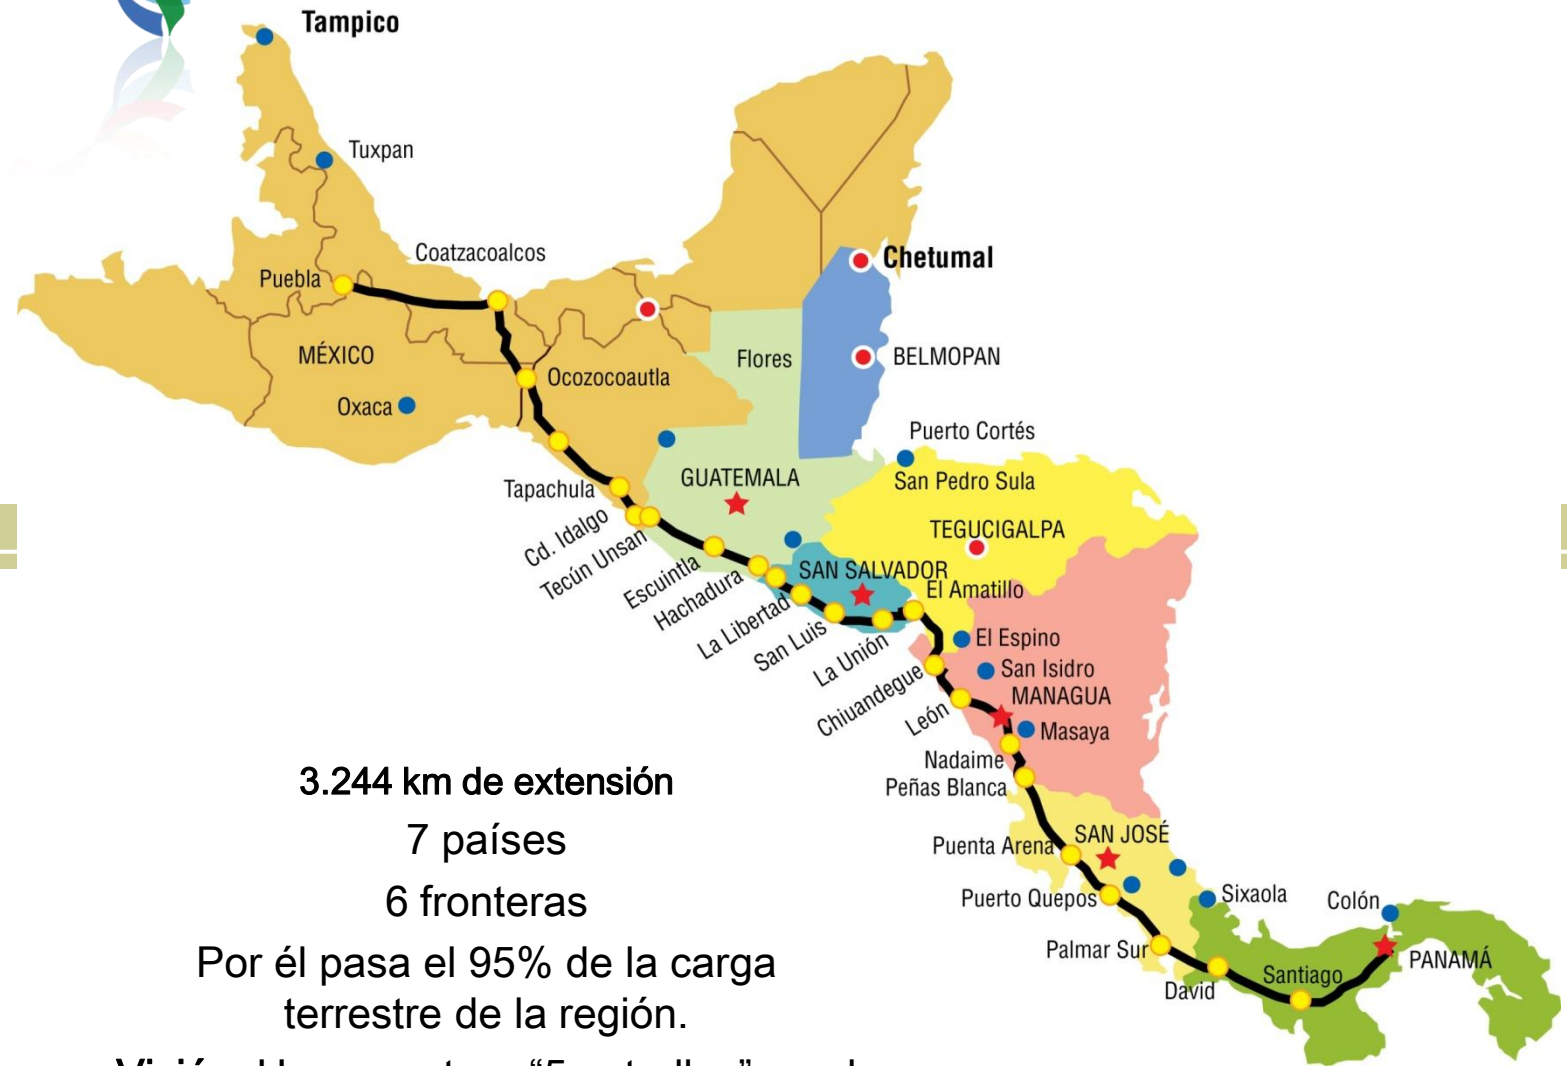 Tampico
Tuxpan
Coatzacoalcos
Puebla
Chetumal
MÉXICO
Flores
BELMOPAN
Ocozocoautla
Oxaca
Puerto Cortés
GUATEMALA
San Pedro Sula
Tapachula
Cd. Idalgo
TEGUCIGALPA
Tecún Unsan
SAN SALVADOR
Escuintla
Hachadura
El Amatillo
La Libertad
San Luis
La Unión
El Espino
San Isidro
Chiuandegue
MANAGUA
León
Masaya
Nadaime
Peñas Blanca
3.244 km de extensión
7 países
SAN JOSÉ
Puenta Arena
6 fronteras
Puerto Quepos
Sixaola
Colón
Palmar Sur
PANAMÁ
Santiago
David
Por él pasa el 95% de la carga
terrestre de la región.